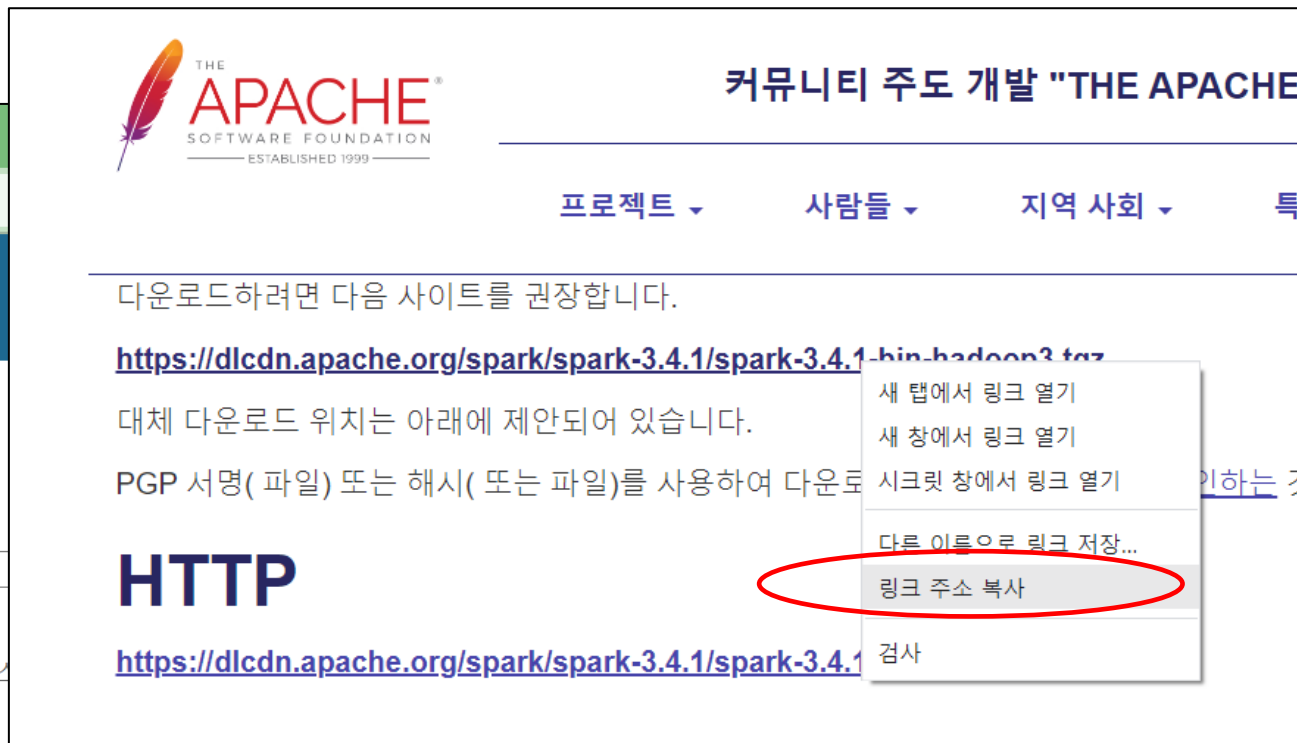 THE
APACHE®
SOFTWARE FOUNDATION
ESTABLISHED 1999
커뮤니티 주도 개발 "THE APACHE
프로젝트 사람들 지역 사회 특
다운로드하려면 다음 사이트를 권장합니다.
https://dlcdn.apache.org/spark/spark-3.4.1/spark-3.4.1-bin-hadoop3.tgz
대체 다운로드 위치는 아래에 제안되어 있습니다.
PGP 서명( 파일) 또는 해시( 또는 파일)를 사용하여 다운로 인하는
새 탭에서 링크 열기
새 창에서 링크 열기
시크릿 창에서 링크 열기
다른 이름으로 링크 저장...
링크 주소 복사
검사
HTTP
https://dlcdn.apache.org/spark/spark-3.4.1/spark-3.4.1